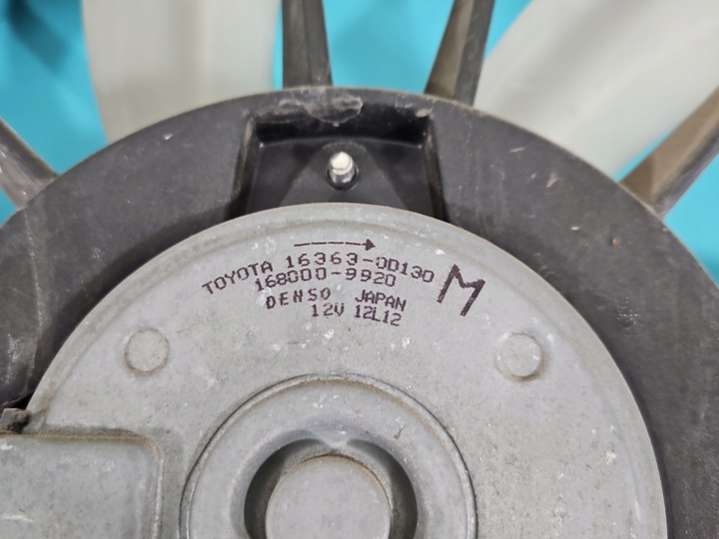 TOYOTA 16363-0D130
168000-9920
M
DENSO JAPAN
12V 12L12